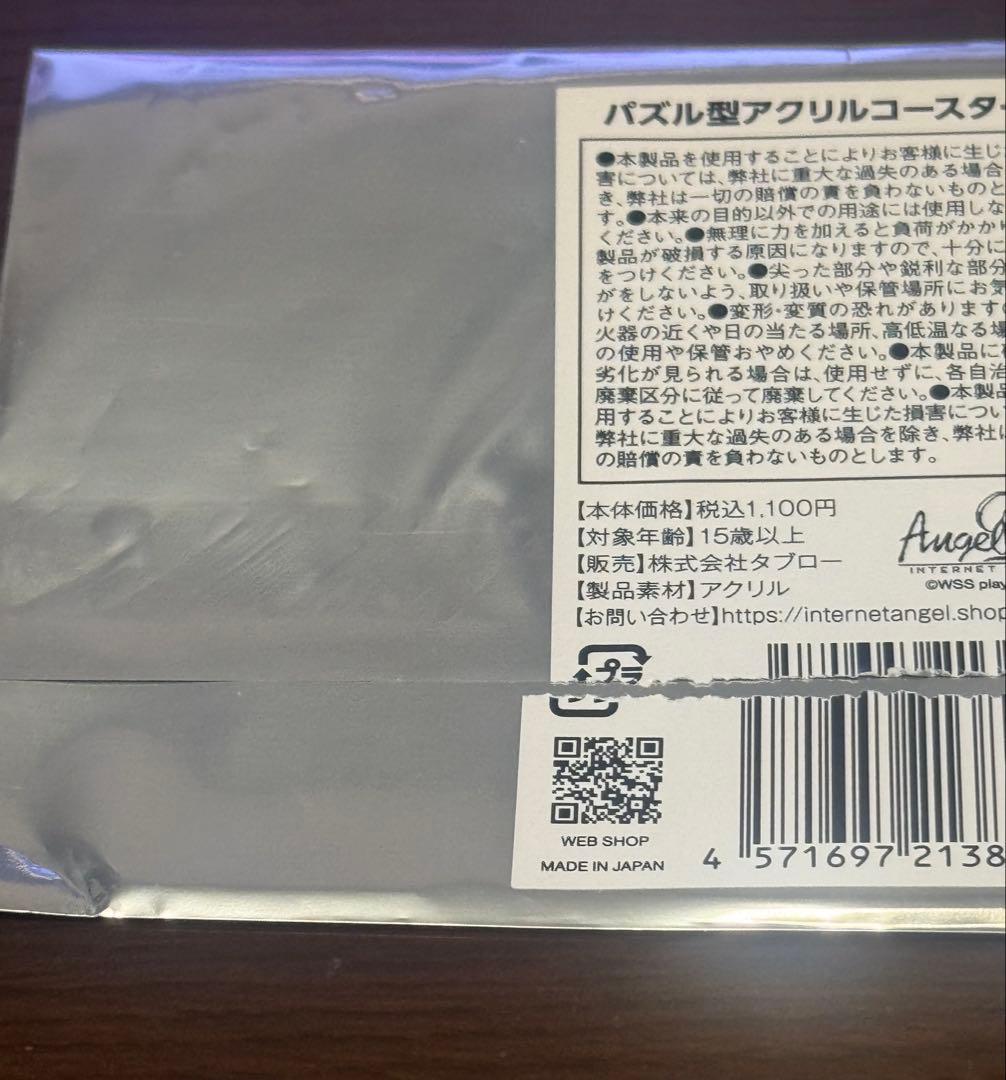 パズル型アクリルコースター
●本製品を使用することによりお客様に生じ
害については、弊社に重大な過失のある場合
き、弊社は一切の賠償の責を負わないものと
す。●本来の目的以外での用途には使用しな
ください。●無理に力を加えると負荷がかかり
製品が破損する原因になりますので、十分に
をつけください。●尖った部分や鋭利な部分
がをしないよう、取り扱いや保管場所にお気
けください。●変形・変質の恐れがあります
火器の近くや日の当たる場所、高低温なる場
の使用や保管おやめください。●本製品に
劣化が見られる場合は、使用せずに、各自治
廃棄区分に従って廃棄してください。●本製品
用することによりお客様に生じた損害につい
弊社に重大な過失のある場合を除き、弊社は
の賠償の責を負わないものとします。
【本体価格】税込1,100円
【対象年齢】15歳以上
【販売】株式会社タブロー
【製品素材】アクリル
【お問い合わせ】https://internetangel.shop
Angel
INTERNET
©WSS play
プラ
WEB SHOP
MADE IN JAPAN
4 571697 2138